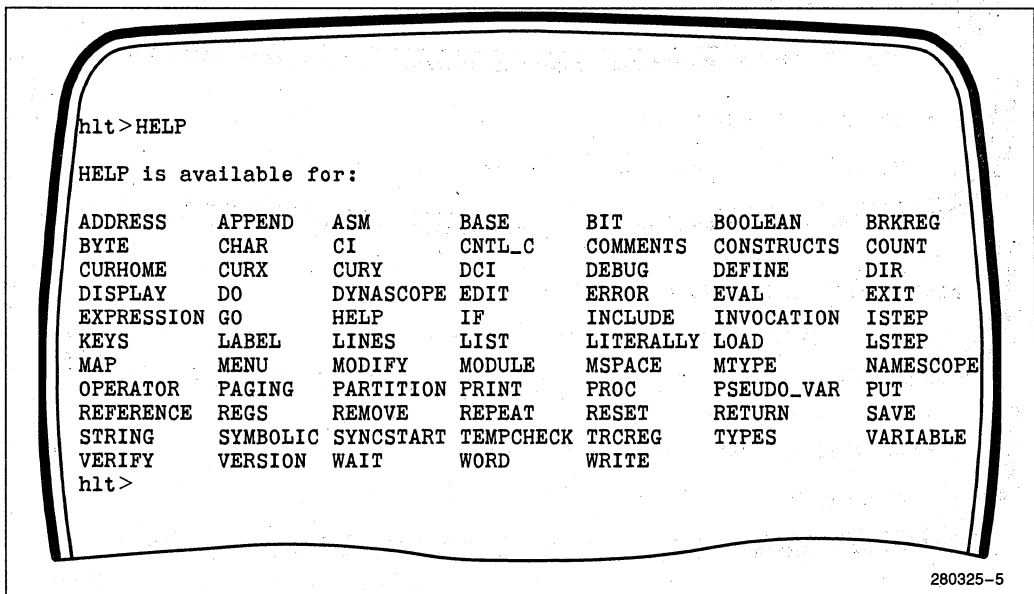 hlt>HELP
HELP is available for:
ADDRESS APPEND ASM BASE BIT BOOLEAN BRKREG
BYTE CHAR CI CNTL_C COMMENTS CONSTRUCTS COUNT
CURHOME CURX CURY DCI DEBUG DEFINE DIR
DISPLAY DO DYNASCOPE EDIT ERROR EVAL EXIT
EXPRESSION GO HELP IF INCLUDE INVOCATION ISTEP
KEYS LABEL LINES LIST LITERALLY LOAD LSTEP
MAP MENU MODIFY MODULE MSPACE MTYPE NAMESCOPE
OPERATOR PAGING PARTITION PRINT PROC PSEUDO_VAR PUT
REFERENCE REGS REMOVE REPEAT RESET RETURN SAVE
STRING SYMBOLIC SYNCSTART TEMPCHECK TRCREG TYPES VARIABLE
VERIFY VERSION WAIT WORD WRITE
hlt>
280325–5